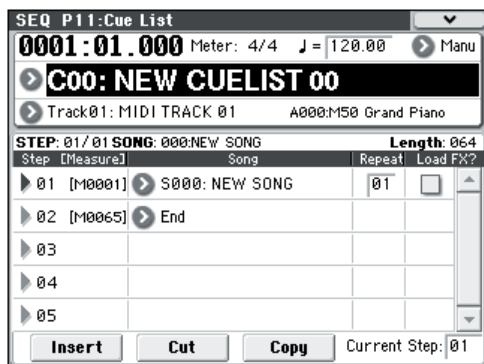 SEQ P11:Cue List
0001:01.000 Meter: 4/4 ♩= 120.00 Manu
C00: NEW CUELIST 00
Track01: MIDI TRACK 01 A000:M50 Grand Piano
STEP: 01/01 SONG: 000:NEW SONG Length: 064
Step [Measure] Song Repeat Load FX?
01 [M0001] S000: NEW SONG 01
02 [M0065] End
03
04
05
Insert Cut Copy Current Step: 01